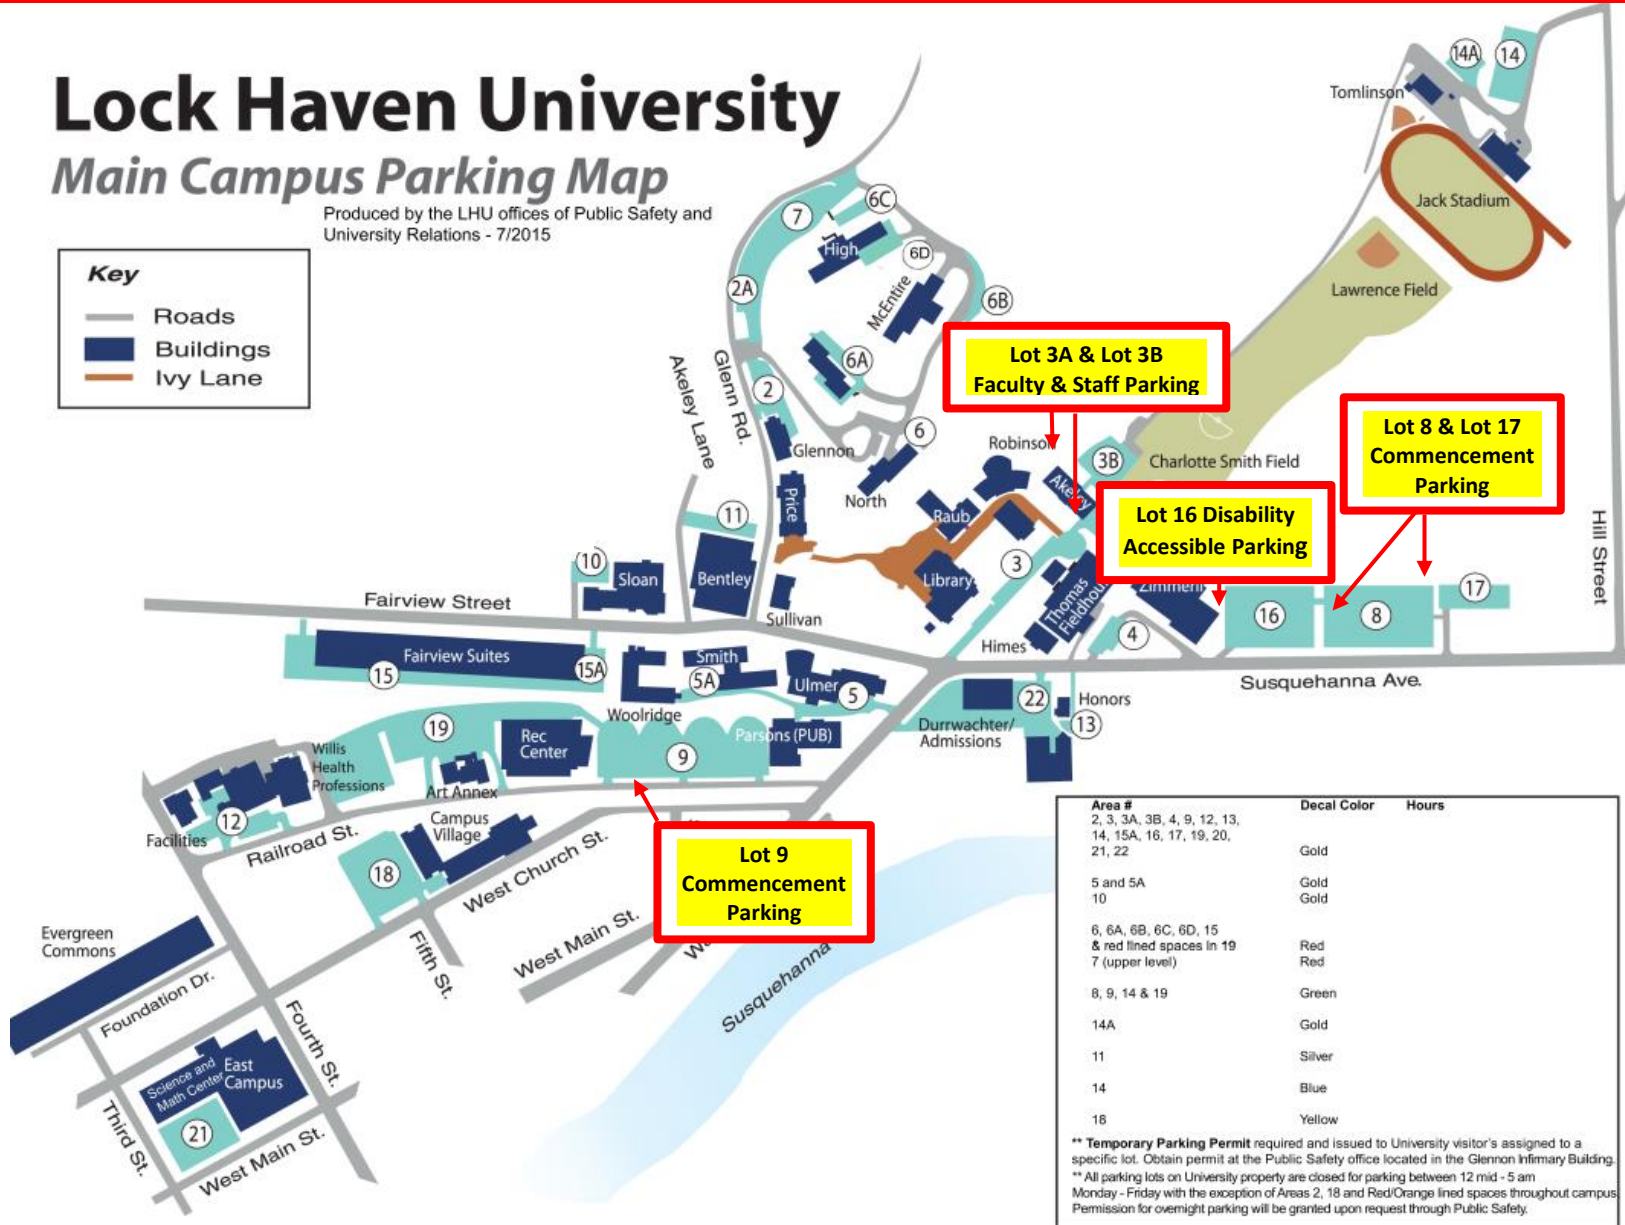 Lock Haven University
Main Campus Parking Map
Produced by the LHU offices of Public Safety and
University Relations - 7/2015
Key
Roads
Buildings
Ivy Lane
14A
14
Tomlinson
Jack Stadium
Lawrence Field
Hill Street
7
6C
High
6D
2A
McEntire
6B
6A
Akeley Lane
Glenn Rd.
2
Glennon
6
North
Price
Lot 3A & Lot 3B
Faculty & Staff Parking
Robinson
3B
Akeley
Charlotte Smith Field
Lot 8 & Lot 17
Commencement
Parking
Lot 16 Disability
Accessible Parking
11
10
Sloan
Bentley
Sullivan
Raub
Library
3
Thomas
Himes
4
16
8
17
Fairview Street
Susquehanna Ave.
Fairview Suites
15
15A
Smith
5A
Ulmer
5
Woolridge
22
Honors
13
Durrwachter/
Admissions
19
Rec
Center
9
Parsons (PUB)
Willis
Health
Professions
Art Annex
Facilities
12
Railroad St.
Campus
Village
18
West Church St.
Lot 9
Commencement
Parking
Fifth St.
West Main St.
Susquehanna
Evergreen
Commons
Foundation Dr.
Fourth St.
Science and
Math Center
East
Campus
21
Third St.
West Main St.
Area # Decal Color Hours
2, 3, 3A, 3B, 4, 9, 12, 13,
14, 15A, 16, 17, 19, 20,
21, 22 Gold
5 and 5A Gold
10 Gold
6, 6A, 6B, 6C, 6D, 15
& red lined spaces in 19 Red
7 (upper level) Red
8, 9, 14 & 19 Green
14A Gold
11 Silver
14 Blue
18 Yellow
** Temporary Parking Permit required and issued to University visitor's assigned to a
specific lot. Obtain permit at the Public Safety office located in the Glennon Infirmary Building.
** All parking lots on University property are closed for parking between 12 mid - 5 am
Monday - Friday with the exception of Areas 2, 18 and Red/Orange lined spaces throughout campus
Permission for overnight parking will be granted upon request through Public Safety.